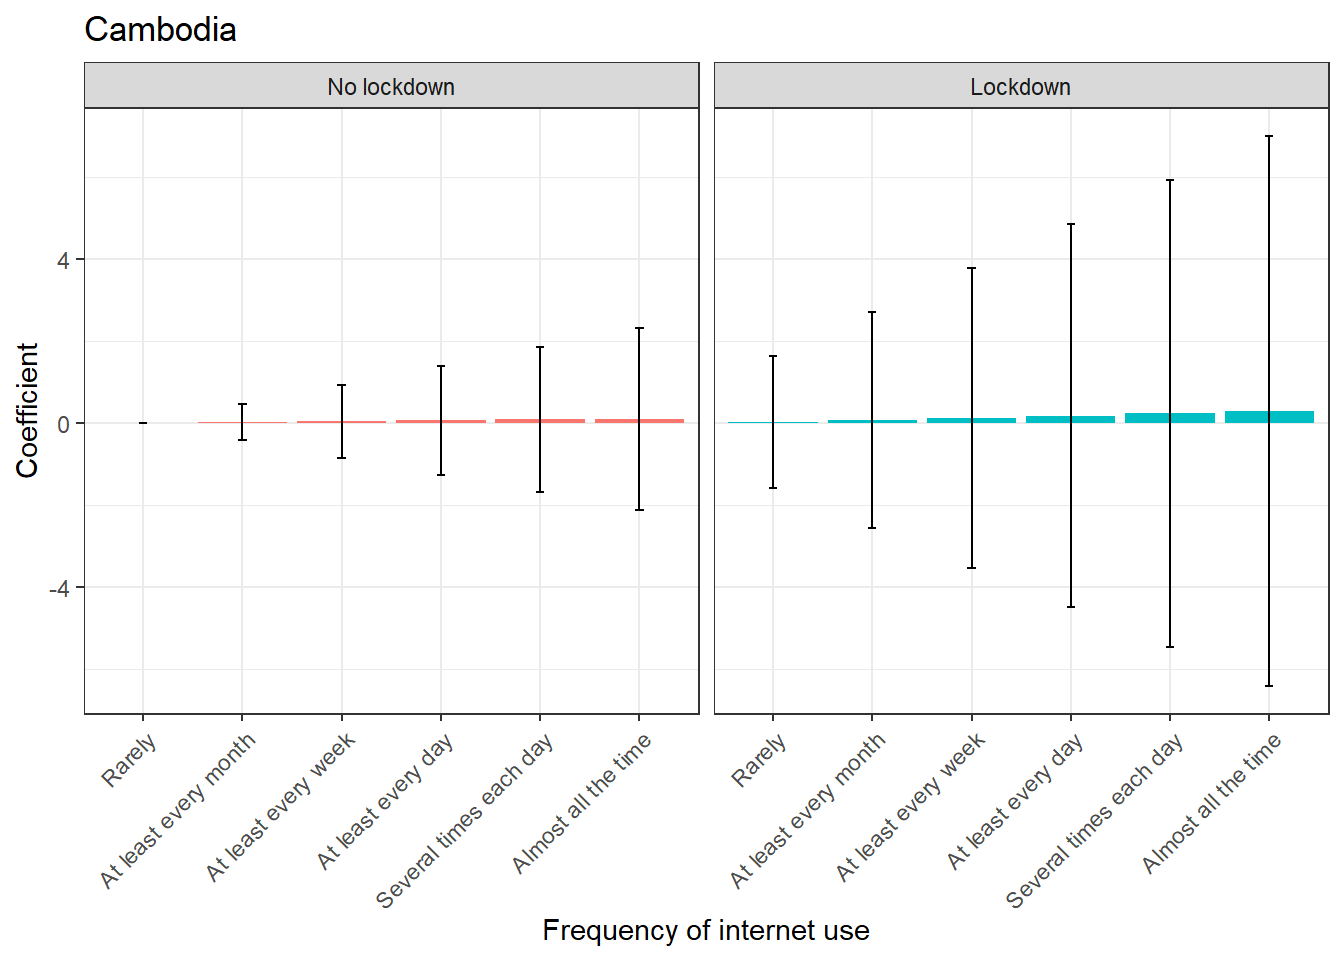 Cambodia
No lockdown
Lockdown
Coefficient
4
0
-4
Rarely
At least every month
At least every week
At least every day
Several times each day
Almost all the time
Rarely
At least every month
At least every week
At least every day
Several times each day
Almost all the time
Frequency of internet use